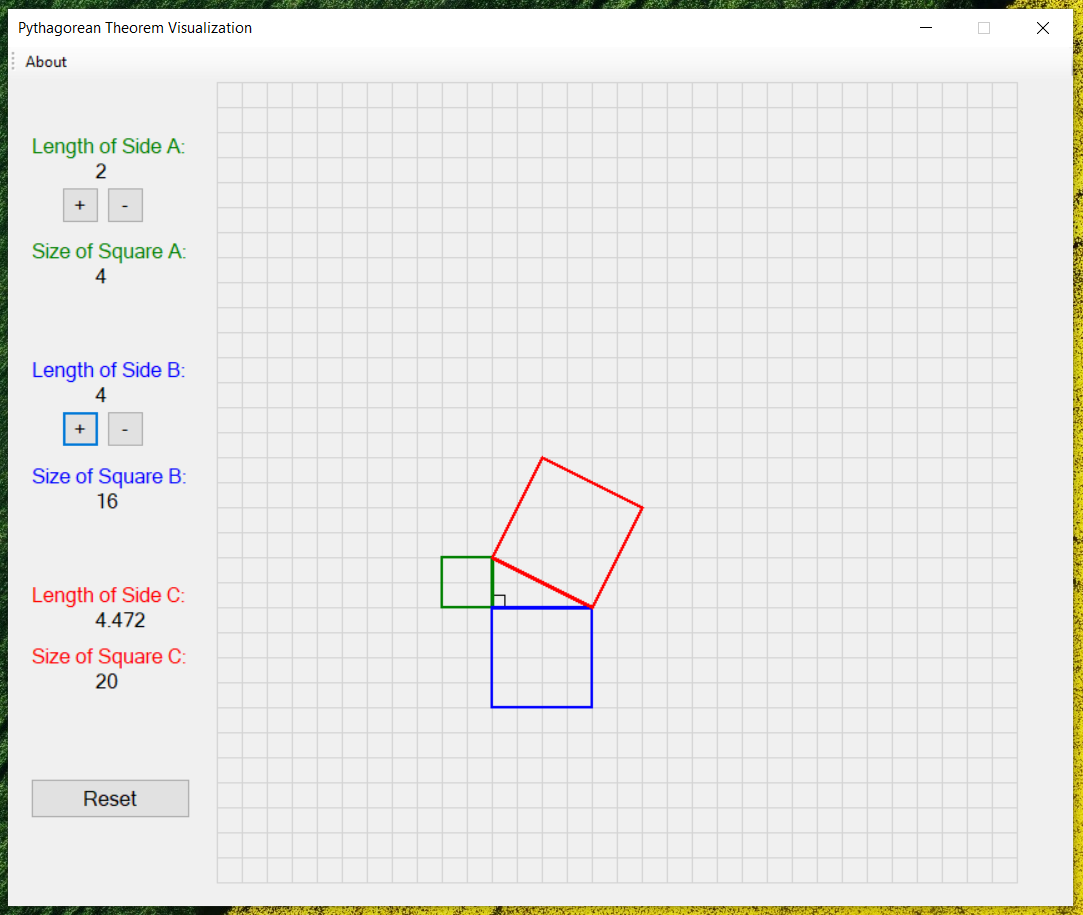 Pythagorean Theorem Visualization
About
Length of Side A:
2
+ -
Size of Square A:
4
Length of Side B:
4
+ -
Size of Square B:
16
Length of Side C:
4.472
Size of Square C:
20
Reset